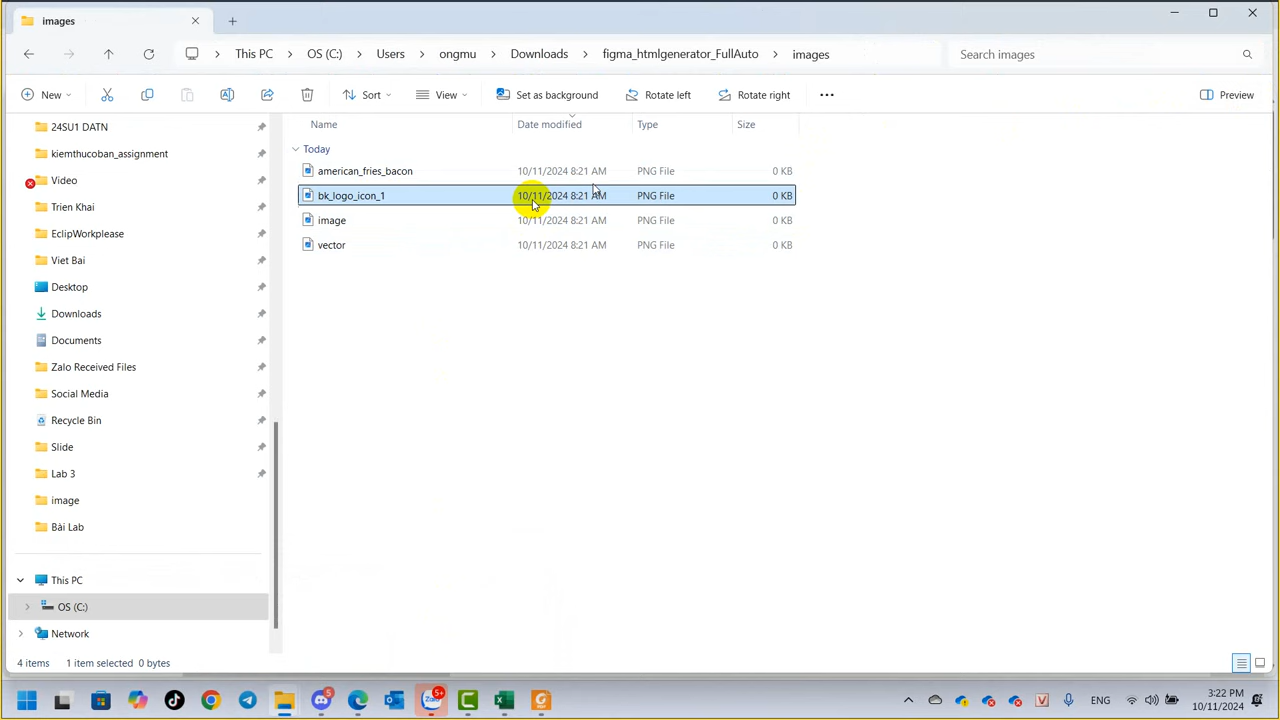 images
This PC
OS (C:)
Users
ongmu
Downloads
figma_htmlgenerator_FullAuto
images
Search images
New
Sort
View
Set as background
Rotate left
Rotate right
Preview
24SU1 DATN
kiemthucoban_assignment
Video
Trien Khai
EclipWorkplease
Viet Bai
Desktop
Downloads
Documents
Zalo Received Files
Social Media
Recycle Bin
Slide
Lab 3
image
Bài Lab
This PC
OS (C:)
Network
Name Date modified Type Size
Today
american_fries_bacon 10/11/2024 8:21 AM PNG File 0 KB
bk_logo_icon_1 10/11/2024 8:21 AM PNG File 0 KB
image 10/11/2024 8:21 AM PNG File 0 KB
vector 10/11/2024 8:21 AM PNG File 0 KB
4 items 1 item selected 0 bytes
5
Zalo
5+
ENG
3:22 PM
10/11/2024